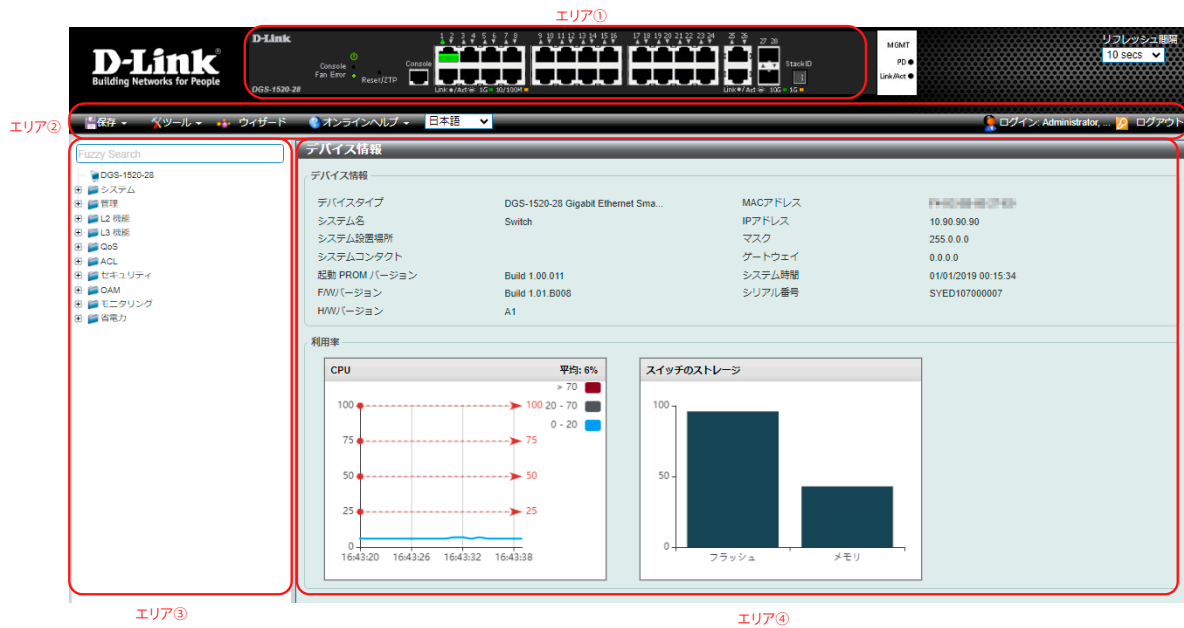 エリア①
D-Link
Building Networks for People
D-Link
Console
Fan Error
Reset/ZTP
Console
DGS-1520-28
1 2 3 4 5 6 7 8
9 10 11 12 13 14 15 16
17 18 19 20 21 22 23 24
25 26
27 28
Link/Act 1G 10/100M
Link/Act 10G 1G
Stack ID
MGMT
PD
Link/Act
リフレッシュ間隔
10 secs
エリア②
保存
ツール
ウィザード
オンラインヘルプ
日本語
ログイン: Administrator, ...
ログアウト
Fuzzy Search
DGS-1520-28
システム
管理
L2 機能
L3 機能
QoS
ACL
セキュリティ
OAM
モニタリング
省電力
エリア③
デバイス情報
デバイス情報
デバイスタイプ DGS-1520-28 Gigabit Ethernet Sma... MACアドレス
システム名 Switch IPアドレス 10.90.90.90
システム設置場所 マスク 255.0.0.0
システムコンタクト ゲートウェイ 0.0.0.0
起動 PROM バージョン Build 1.00.011 システム時間 01/01/2019 00:15:34
F/Wバージョン Build 1.01.B008 シリアル番号 SYED107000007
H/Wバージョン A1
利用率
CPU 平均: 6%
> 70
20 - 70
0 - 20
100 100
75 75
50 50
25 25
0
16:43:20 16:43:26 16:43:32 16:43:38
スイッチのストレージ
100
50
0
フラッシュ メモリ
エリア④